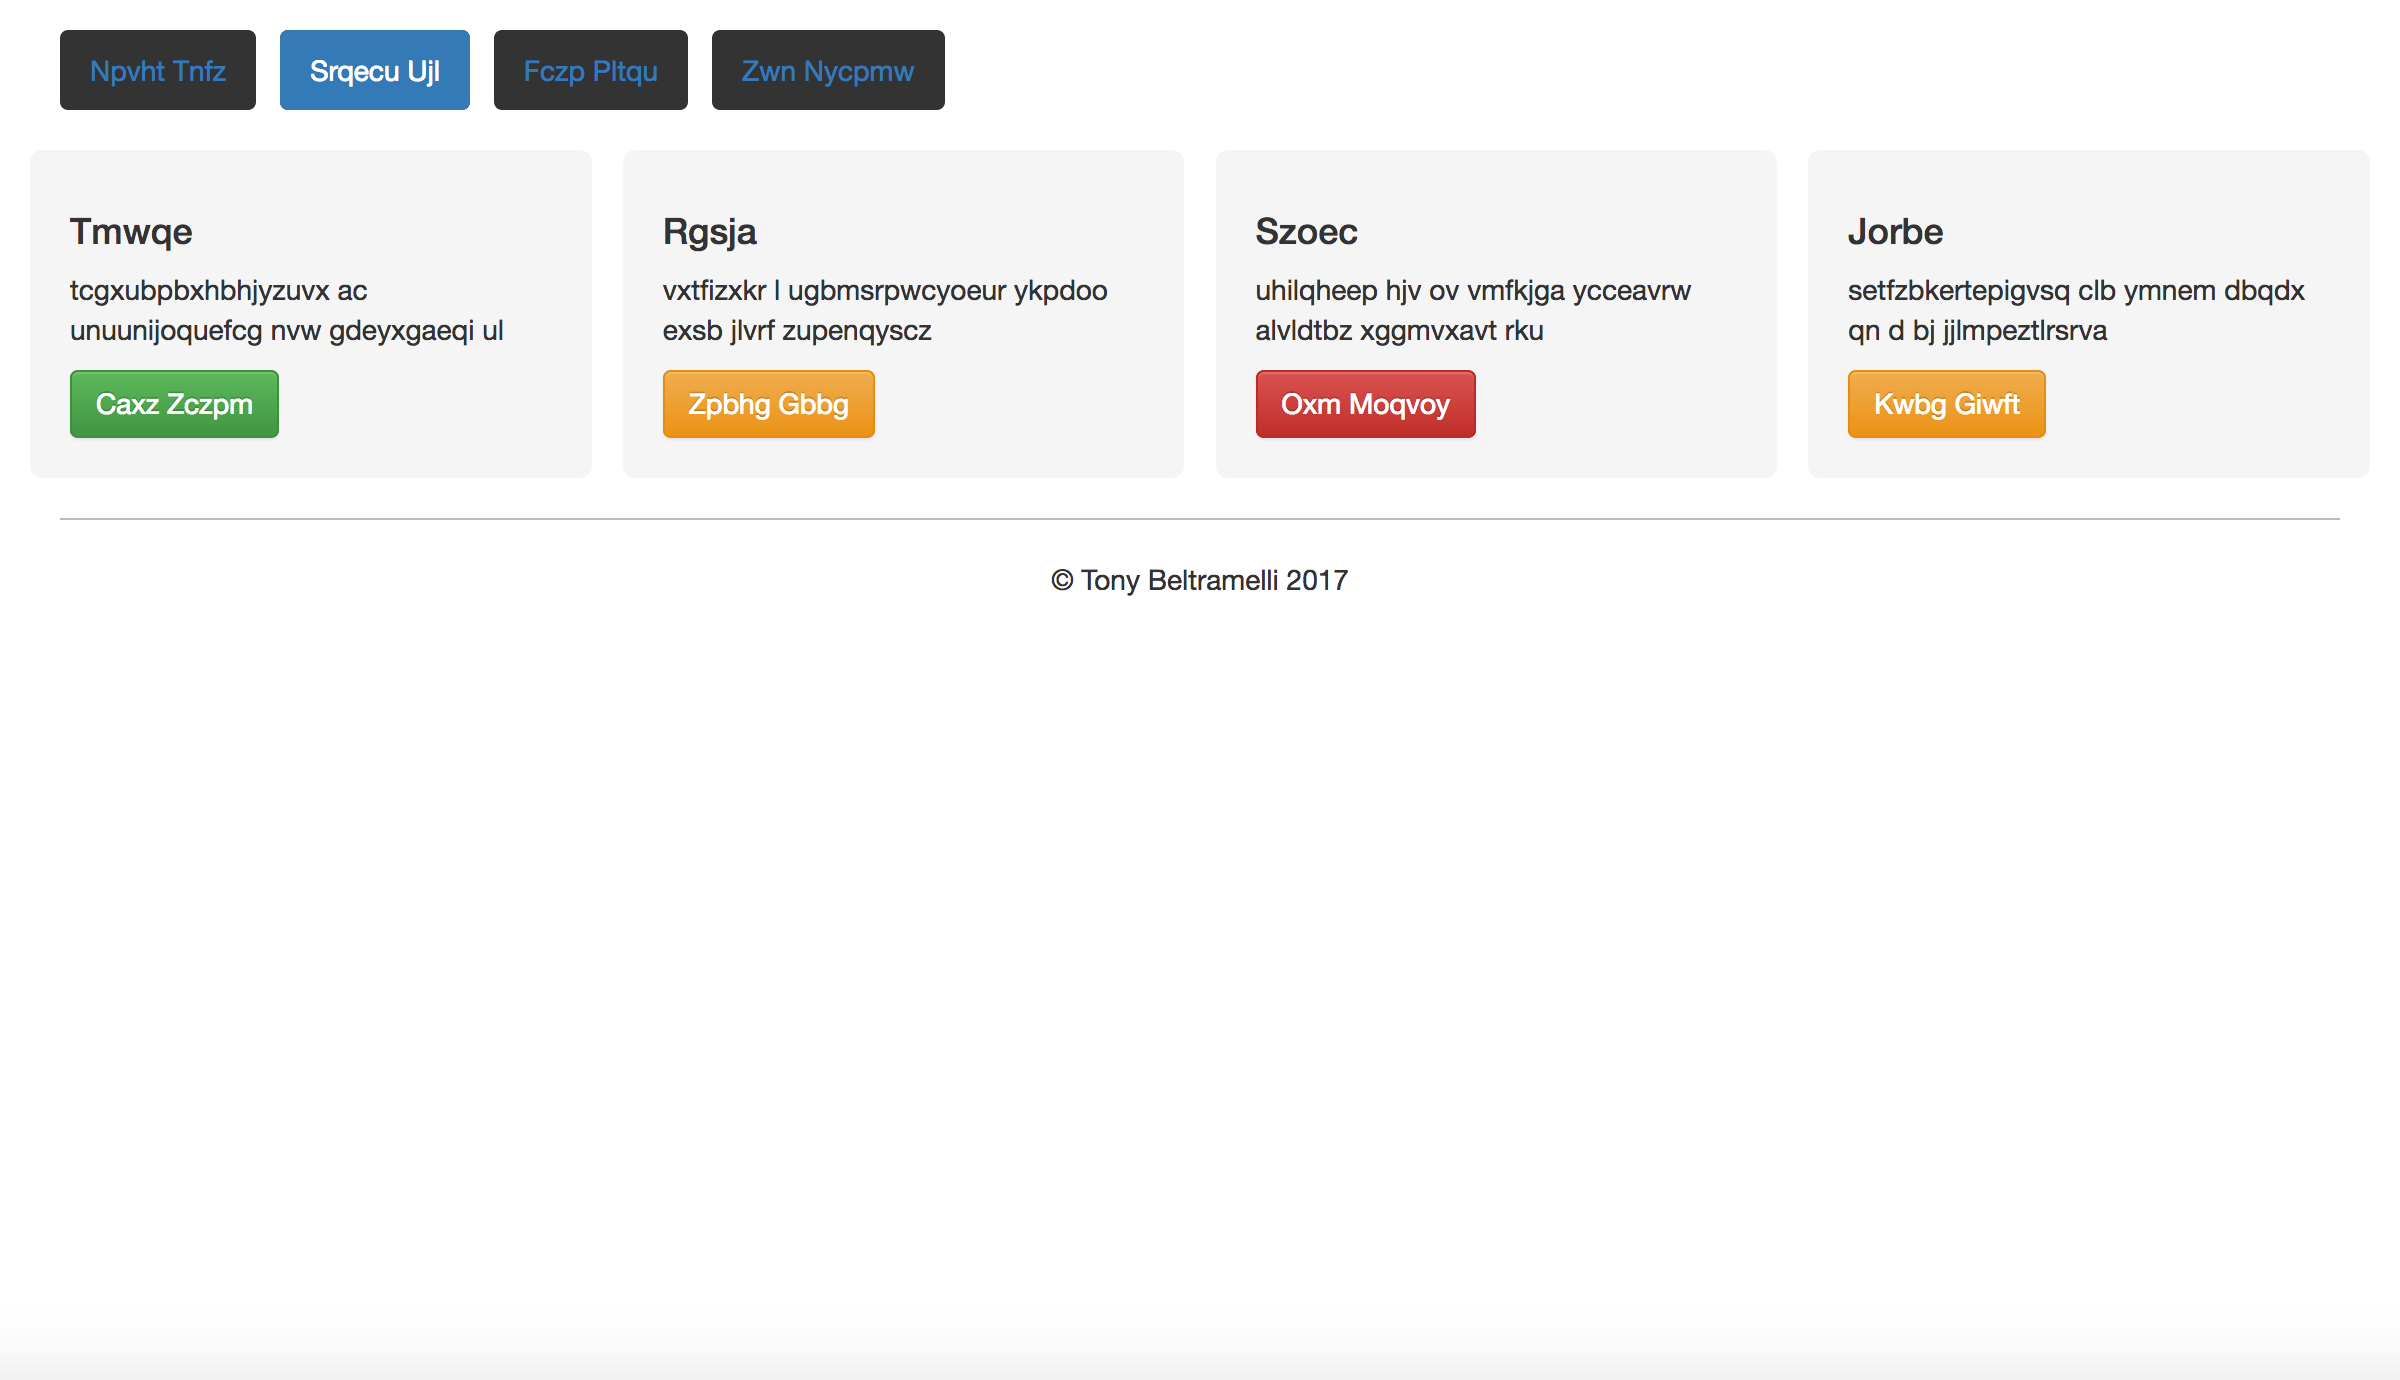 Npvht Tnfz
Srqecu Ujl
Fczp Pltqu
Zwn Nycpmw
Tmwqe
tcgxubpbxhbhjyzuvx ac
unuunijoquefcg nvw gdeyxgaeqi ul
Caxz Zczpm
Rgsja
vxtfizxkr l ugbmsrpwcyoeur ykpdoo
exsb jlvrf zupenqyscz
Zpbhg Gbbg
Szoec
uhilqheep hjv ov vmfkjga ycceavrw
alvldtbz xggmvxavt rku
Oxm Moqvoy
Jorbe
setfzbkertepigvsq clb ymnem dbqdx
qn d bj jjlmpeztlrsrva
Kwbg Giwft
© Tony Beltramelli 2017